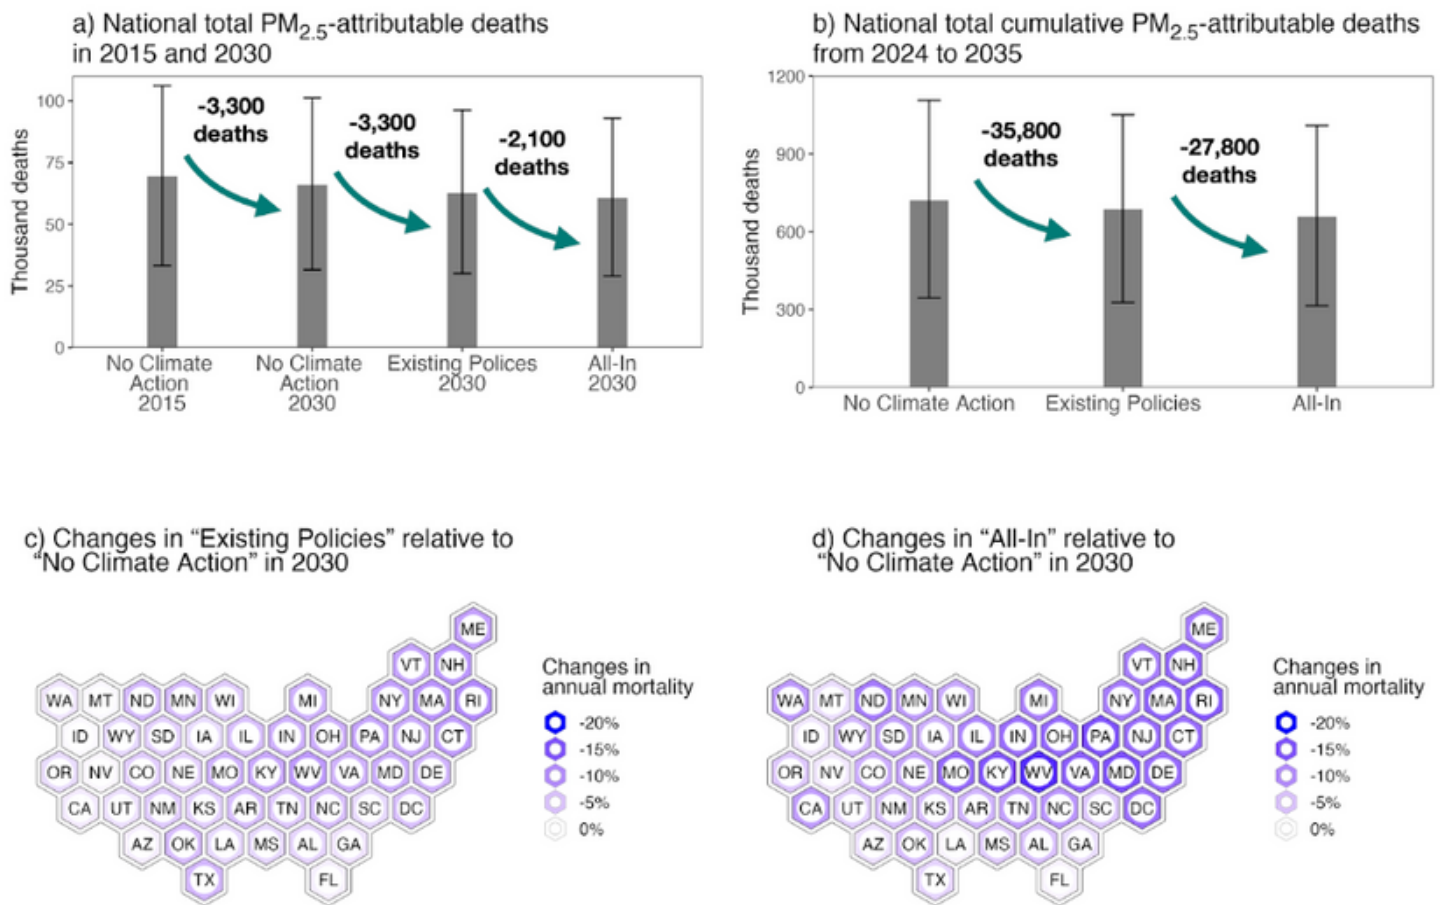 a) National total PM2.5-attributable deaths
in 2015 and 2030
Thousand deaths
100
75
50
25
0
-3,300
deaths
-3,300
deaths
-2,100
deaths
No Climate
Action
2015
No Climate
Action
2030
Existing Polices
2030
All-In
2030
b) National total cumulative PM2.5-attributable deaths
from 2024 to 2035
Thousand deaths
1200
900
600
300
0
-35,800
deaths
-27,800
deaths
No Climate Action
Existing Policies
All-In
c) Changes in “Existing Policies” relative to
“No Climate Action” in 2030
ME
VT NH
WA MT ND MN WI MI NY MA RI
ID WY SD IA IL IN OH PA NJ CT
OR NV CO NE MO KY WV VA MD DE
CA UT NM KS AR TN NC SC DC
AZ OK LA MS AL GA
TX FL
Changes in
annual mortality
-20%
-15%
-10%
-5%
0%
d) Changes in “All-In” relative to
“No Climate Action” in 2030
ME
VT NH
WA MT ND MN WI MI NY MA RI
ID WY SD IA IL IN OH PA NJ CT
OR NV CO NE MO KY WV VA MD DE
CA UT NM KS AR TN NC SC DC
AZ OK LA MS AL GA
TX FL
Changes in
annual mortality
-20%
-15%
-10%
-5%
0%